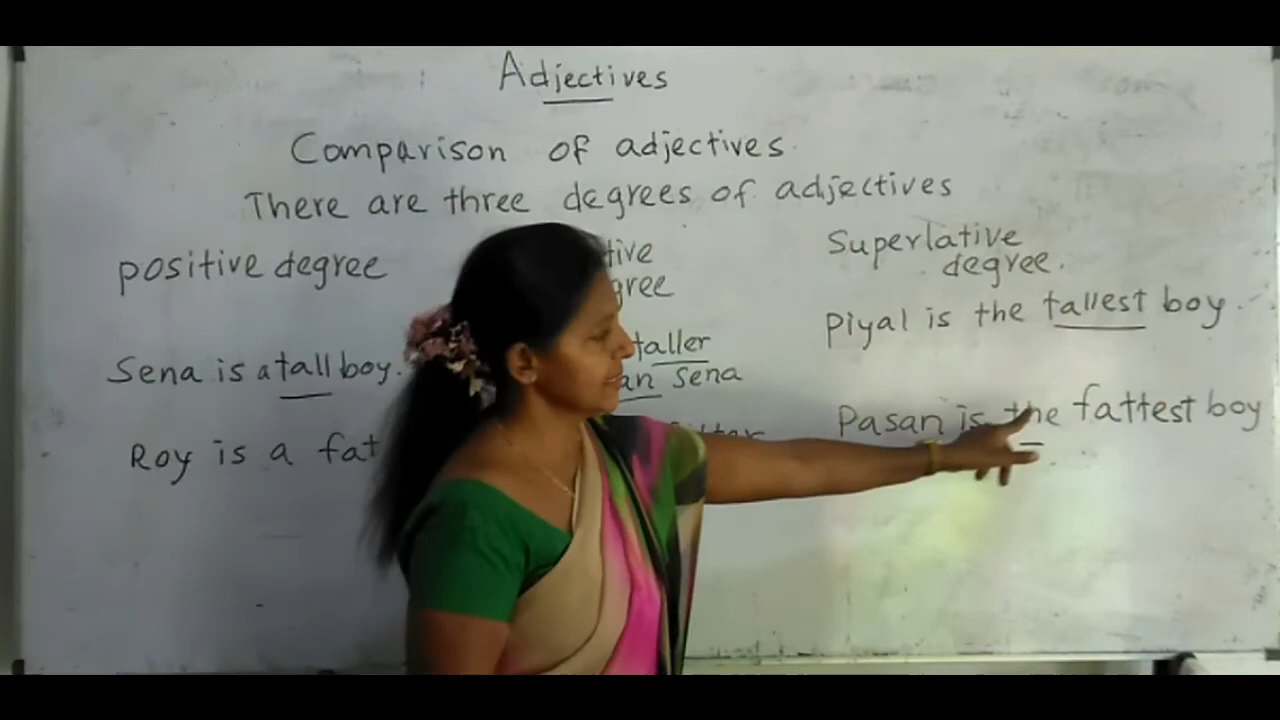 Adjectives
Comparison of adjectives
There are three degrees of adjectives
positive degree
Sena is a tall boy.
Roy is a fat
taller
Sena
Superlative
degree.
Piyal is the tallest boy.
Pasan is the fattest boy